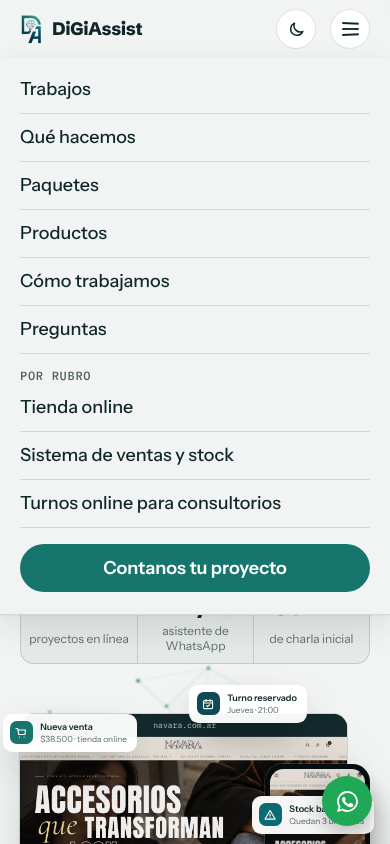 DiGiAssist
Trabajos
Qué hacemos
Paquetes
Productos
Cómo trabajamos
Preguntas
POR RUBRO
Tienda online
Sistema de ventas y stock
Turnos online para consultorios
Contanos tu proyecto
proyectos en línea
asistente de
WhatsApp
de charla inicial
Turno reservado
Jueves · 21:00
Nueva venta
$38.500 · tienda online
navara.com.ar
NAVARA
ACCESORIOS
que TRANSFORMAN
Stock
Quedan 3